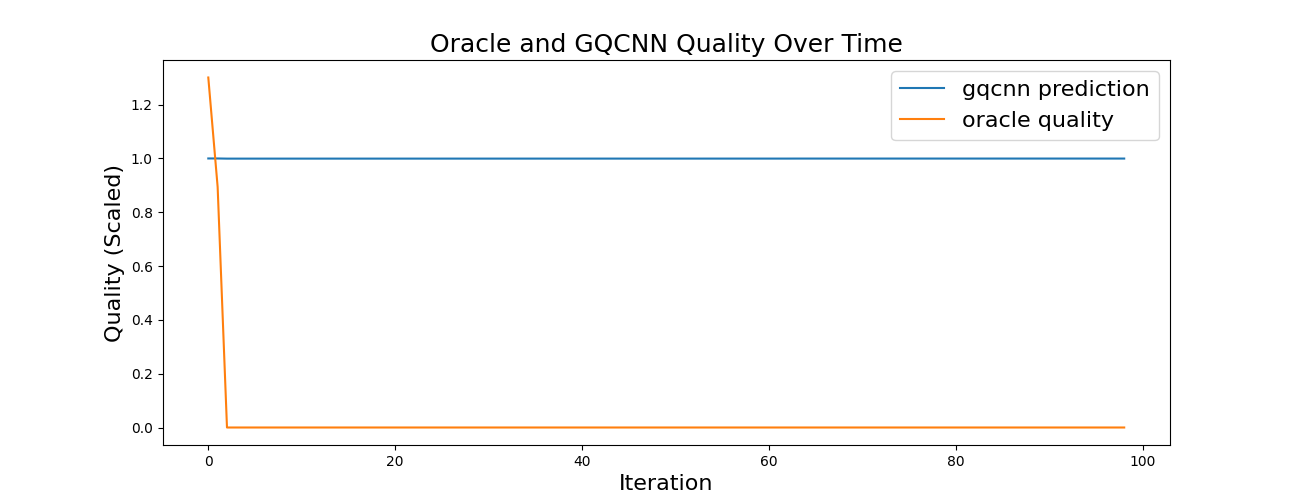 Oracle and GQCNN Quality Over Time
gqcnn prediction
oracle quality
Quality (Scaled)
1.2
1.0
0.8
0.6
0.4
0.2
0.0
0 20 40 60 80 100
Iteration